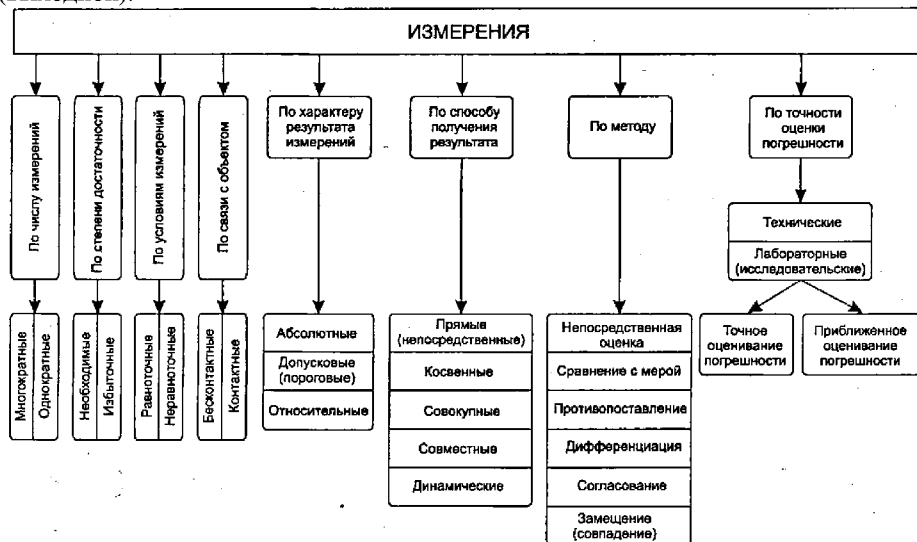 (
ИЗМЕРЕНИЯ
По числу измерений
По степени достаточности
По условиям измерений
По связи с объектом
По характеру
результата
измерений
По способу
получения
результата
По методу
По точности
оценки
погрешности
Технические
Лабораторные
(исследовательские)
Многократные
Однократные
Необходимые
Избыточные
Равноточные
Неравноточные
Бесконтактные
Контактные
Абсолютные
Допусковые
(пороговые)
Относительные
Прямые
(непосредственные)
Косвенные
Совокупные
Совместные
Динамические
Непосредственная
оценка
Сравнение с мерой
Противопоставление
Дифференциация
Согласование
Замещение
(совпадение)
Точное
оценивание
погрешности
Приближенное
оценивание
погрешности